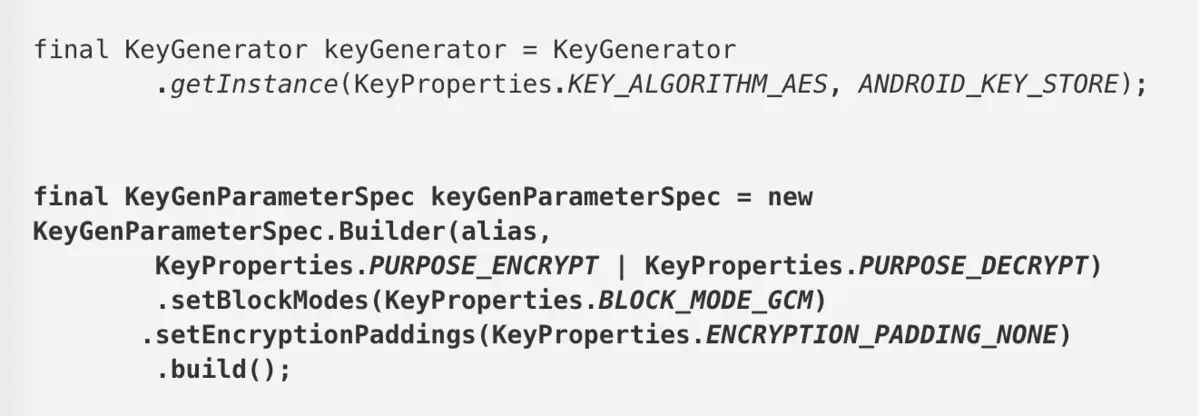 final KeyGenerator keyGenerator = KeyGenerator
.getInstance(KeyProperties.KEY_ALGORITHM_AES, ANDROID_KEY_STORE);
final KeyGenParameterSpec keyGenParameterSpec = new
KeyGenParameterSpec.Builder(alias,
KeyProperties.PURPOSE_ENCRYPT | KeyProperties.PURPOSE_DECRYPT)
.setBlockModes(KeyProperties.BLOCK_MODE_GCM)
.setEncryptionPaddings(KeyProperties.ENCRYPTION_PADDING_NONE)
.build();